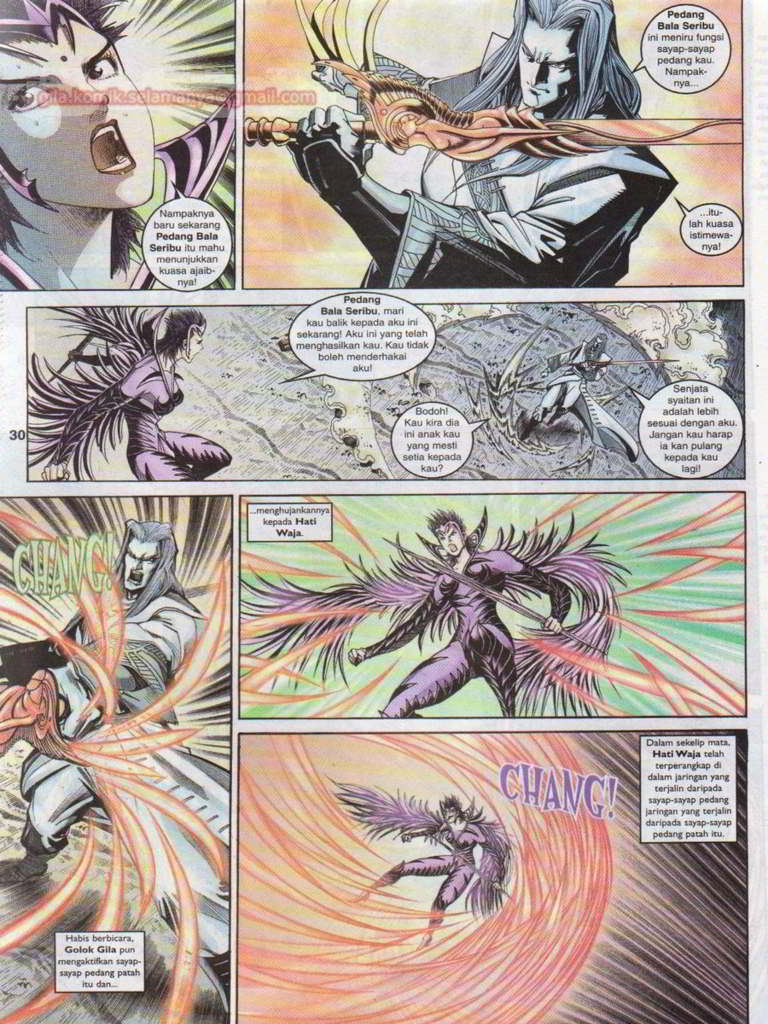 gila.komik.selamanya@gmail.com
Nampaknya
baru sekarang
Pedang Bala
Seribu itu mahu
menunjukkan
kuasa ajaib-
nya!
Pedang
Bala Seribu
ini meniru fungsi
sayap-sayap
pedang kau.
Nampak-
nya...
...itu-
lah kuasa
istimewa-
nya!
Pedang
Bala Seribu, mari
kau balik kepada aku ini
sekarang! Aku ini yang telah
menghasilkan kau. Kau tidak
boleh menderhakai
aku!
Bodoh!
Kau kira dia
ini anak kau
yang mesti
setia kepada
kau?
Senjata
syaitan ini
adalah lebih
sesuai dengan aku.
Jangan kau harap
ia kan pulang
kepada kau
lagi!
30
CHANG!
Habis berbicara,
Golok Gila pun
mengaktifkan sayap-
sayap pedang patah
itu dan...
...menghujankannya
kepada Hati
Waja.
CHANG!
Dalam sekelip mata,
Hati Waja telah
terperangkap di
dalam jaringan yang
terjalin daripada
sayap-sayap pedang
jaringan yang terjalin
daripada sayap-sayap
pedang patah itu.